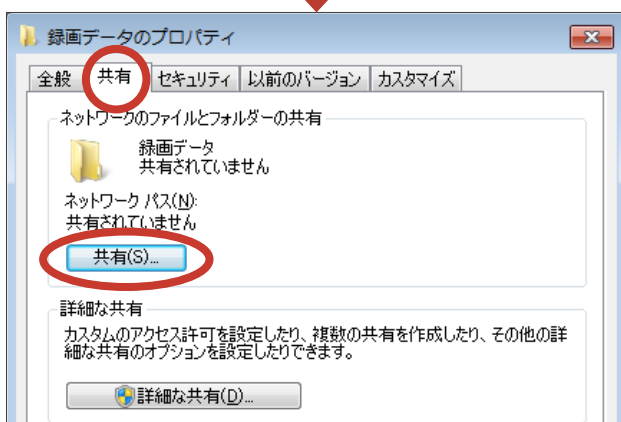 録画データのプロパティ
全般 共有 セキュリティ 以前のバージョン カスタマイズ
ネットワークのファイルとフォルダーの共有
録画データ
共有されていません
ネットワーク パス(N):
共有されていません
共有(S)...
詳細な共有
カスタムのアクセス許可を設定したり、複数の共有を作成したり、その他の詳
細な共有のオプションを設定したりできます。
詳細な共有(D)...